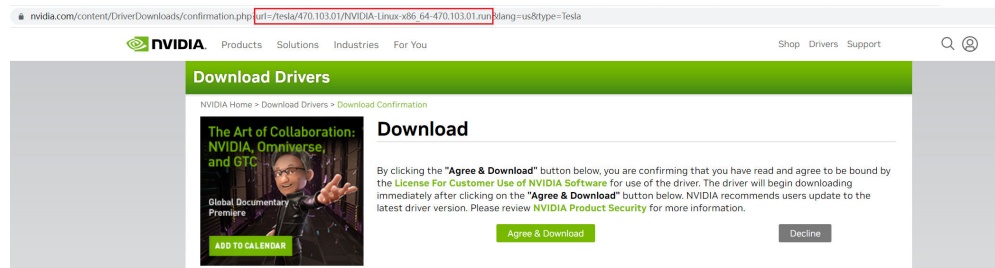 nvidia.com/content/DriverDownloads/confirmation.php?url=/tesla/470.103.01/NVIDIA-Linux-x86_64-470.103.01.run&lang=us&type=Tesla
NVIDIA. Products Solutions Industries For You Shop Drivers Support
Download Drivers
NVIDIA Home > Download Drivers > Download Confirmation
The Art of Collaboration:
NVIDIA, Omniverse,
and GTC
Global Documentary
Premiere
ADD TO CALENDAR
Download
By clicking the "Agree & Download" button below, you are confirming that you have read and agree to be bound by
the License For Customer Use of NVIDIA Software for use of the driver. The driver will begin downloading
immediately after clicking on the "Agree & Download" button below. NVIDIA recommends users update to the
latest driver version. Please review NVIDIA Product Security for more information.
Agree & Download Decline